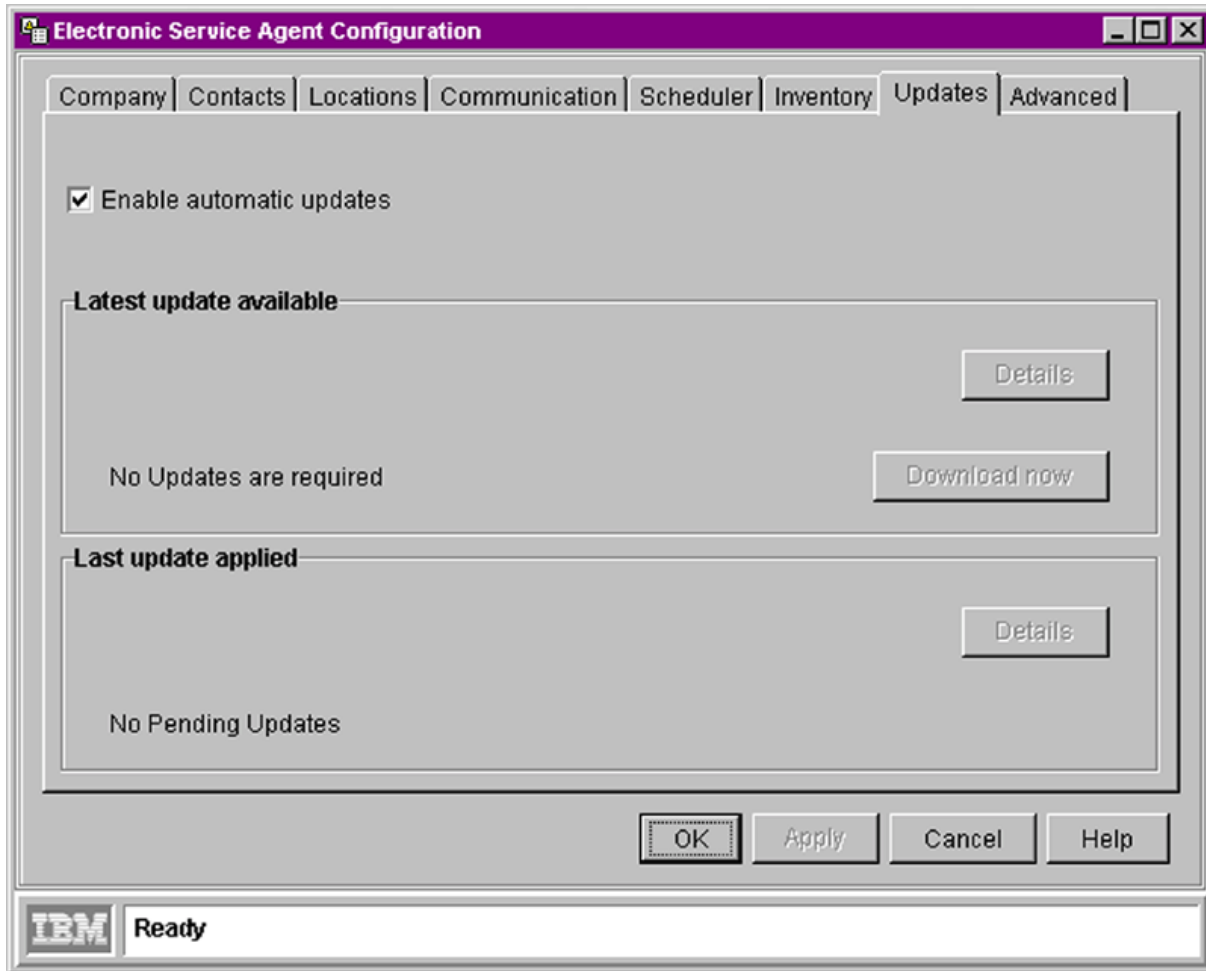 Electronic Service Agent Configuration
Company Contacts Locations Communication Scheduler Inventory Updates Advanced
Enable automatic updates
Latest update available
Details
No Updates are required Download now
Last update applied
Details
No Pending Updates
OK Apply Cancel Help
IBM Ready